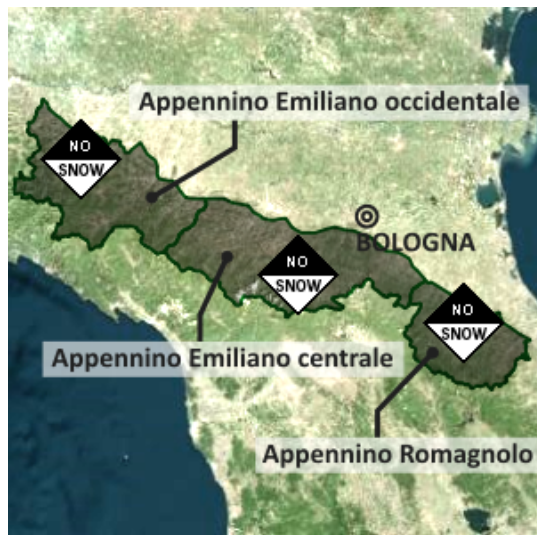 Appennino Emiliano occidentale
NO
SNOW
BOLOGNA
NO
SNOW
NO
SNOW
Appennino Emiliano centrale
Appennino Romagnolo